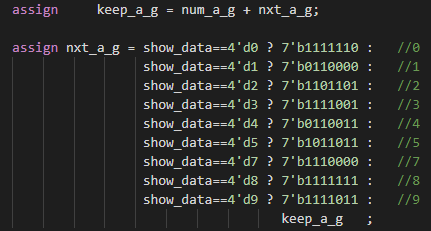 assign keep_a_g = num_a_g + nxt_a_g;
assign nxt_a_g = show_data==4'd0 ? 7'b1111110 : //0
show_data==4'd1 ? 7'b0110000 : //1
show_data==4'd2 ? 7'b1101101 : //2
show_data==4'd3 ? 7'b1111001 : //3
show_data==4'd4 ? 7'b0110011 : //4
show_data==4'd5 ? 7'b1011011 : //5
show_data==4'd7 ? 7'b1110000 : //7
show_data==4'd8 ? 7'b1111111 : //8
show_data==4'd9 ? 7'b1111011 : //9
keep_a_g ;